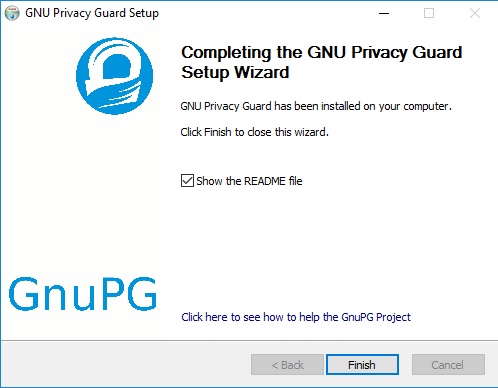 GNU Privacy Guard Setup
Completing the GNU Privacy Guard
Setup Wizard
GNU Privacy Guard has been installed on your computer.
Click Finish to close this wizard.
Show the README file
GnuPG
Click here to see how to help the GnuPG Project
< Back
Finish
Cancel